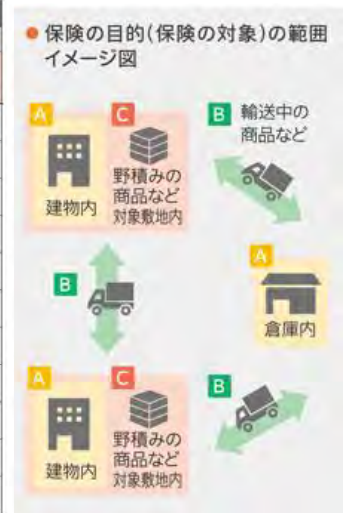 ● 保険の目的(保険の対象)の範囲
イメージ図
A
建物内
C
野積みの
商品など
対象敷地内
B 輸送中の
商品など
B
A
倉庫内
A
建物内
C
野積みの
商品など
対象敷地内
B